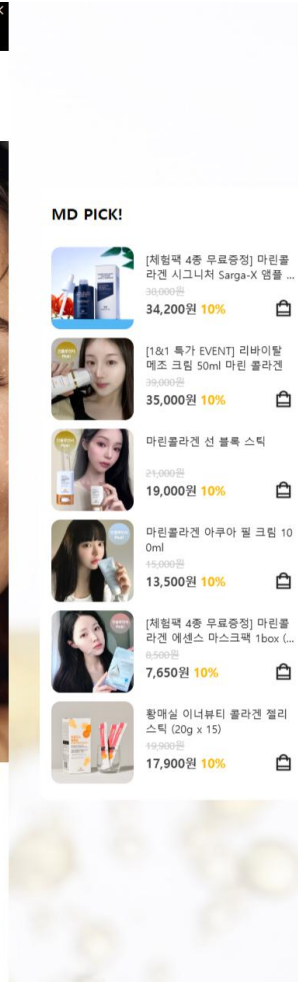 MD PICK!
[체험팩 4종 무료증정] 마린콜
라겐 시그니처 Sarga-X 앰플 ...
38,000원
34,200원 10%
[1&1 특가 EVENT] 리바이탈
메조 크림 50ml 마린 콜라겐
39,000원
35,000원 10%
마린콜라겐 선 블록 스틱
21,000원
19,000원 10%
마린콜라겐 아쿠아 필 크림 10
0ml
15,000원
13,500원 10%
[체험팩 4종 무료증정] 마린콜
라겐 에센스 마스크팩 1box (...
8,500원
7,650원 10%
황매실 이너뷰티 콜라겐 젤리
스틱 (20g x 15)
19,900원
17,900원 10%